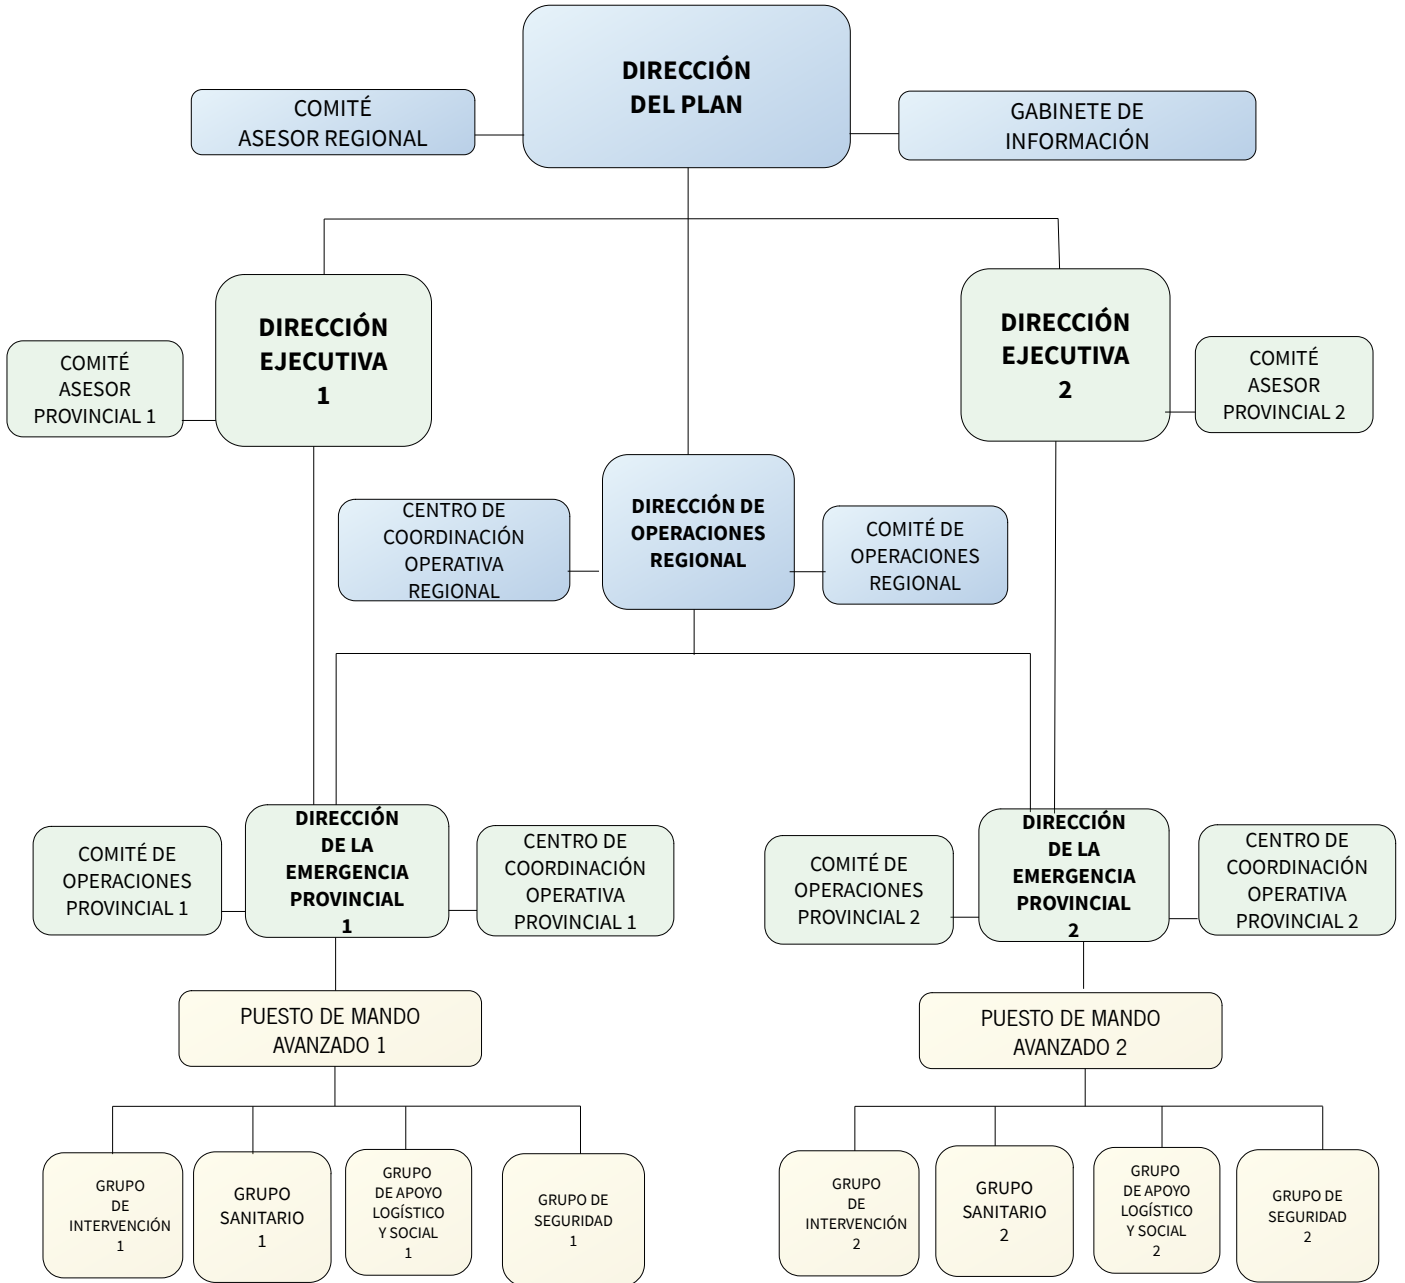 DIRECCIÓN
DEL PLAN
COMITÉ
ASESOR REGIONAL
GABINETE DE
INFORMACIÓN
DIRECCIÓN
EJECUTIVA
1
DIRECCIÓN
EJECUTIVA
2
COMITÉ
ASESOR
PROVINCIAL 1
COMITÉ
ASESOR
PROVINCIAL 2
CENTRO DE
COORDINACIÓN
OPERATIVA
REGIONAL
DIRECCIÓN DE
OPERACIONES
REGIONAL
COMITÉ DE
OPERACIONES
REGIONAL
COMITÉ DE
OPERACIONES
PROVINCIAL 1
DIRECCIÓN
DE LA
EMERGENCIA
PROVINCIAL
1
CENTRO DE
COORDINACIÓN
OPERATIVA
PROVINCIAL 1
COMITÉ DE
OPERACIONES
PROVINCIAL 2
DIRECCIÓN
DE LA
EMERGENCIA
PROVINCIAL
2
CENTRO DE
COORDINACIÓN
OPERATIVA
PROVINCIAL 2
PUESTO DE MANDO
AVANZADO 1
PUESTO DE MANDO
AVANZADO 2
GRUPO
DE
INTERVENCIÓN
1
GRUPO
SANITARIO
1
GRUPO
DE APOYO
LOGÍSTICO
Y SOCIAL
1
GRUPO DE
SEGURIDAD
1
GRUPO
DE
INTERVENCIÓN
2
GRUPO
SANITARIO
2
GRUPO
DE APOYO
LOGÍSTICO
Y SOCIAL
2
GRUPO DE
SEGURIDAD
2